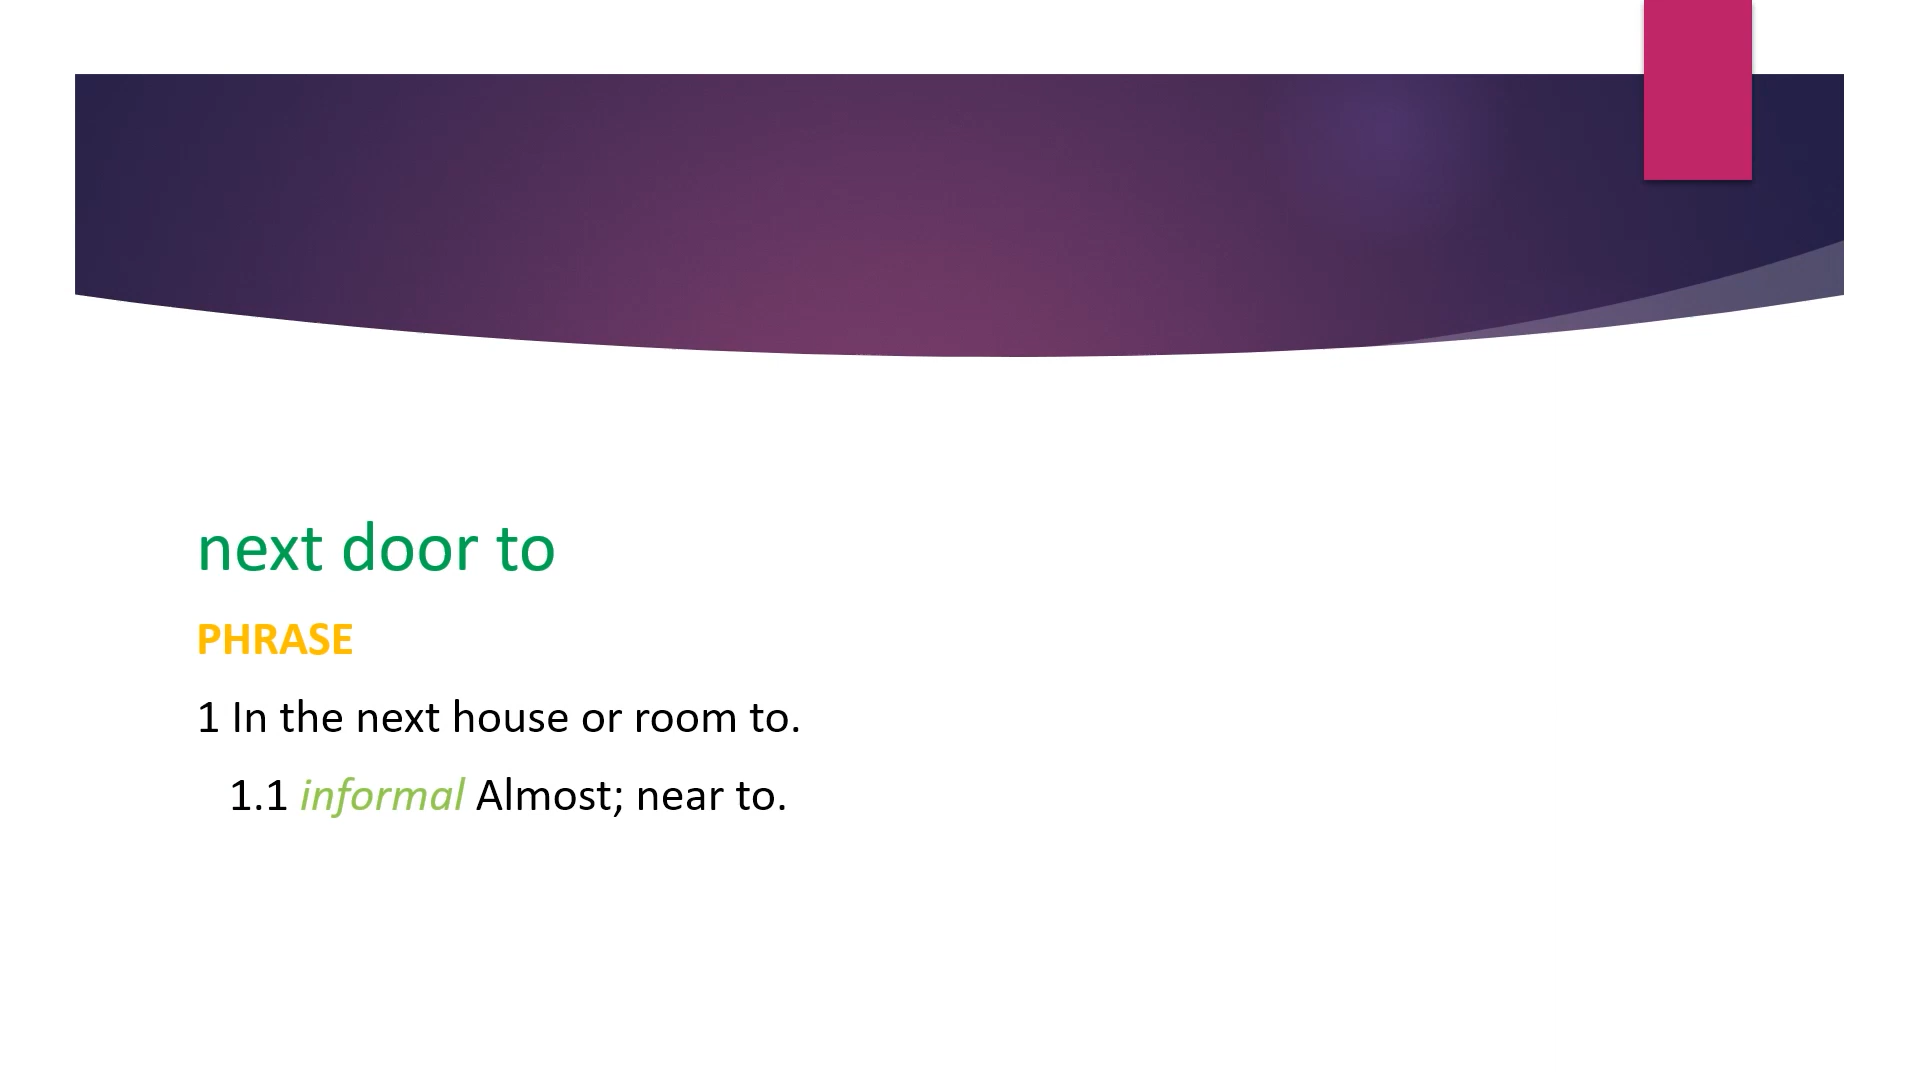 next door to
PHRASE
1 In the next house or room to.
1.1 informal Almost; near to.